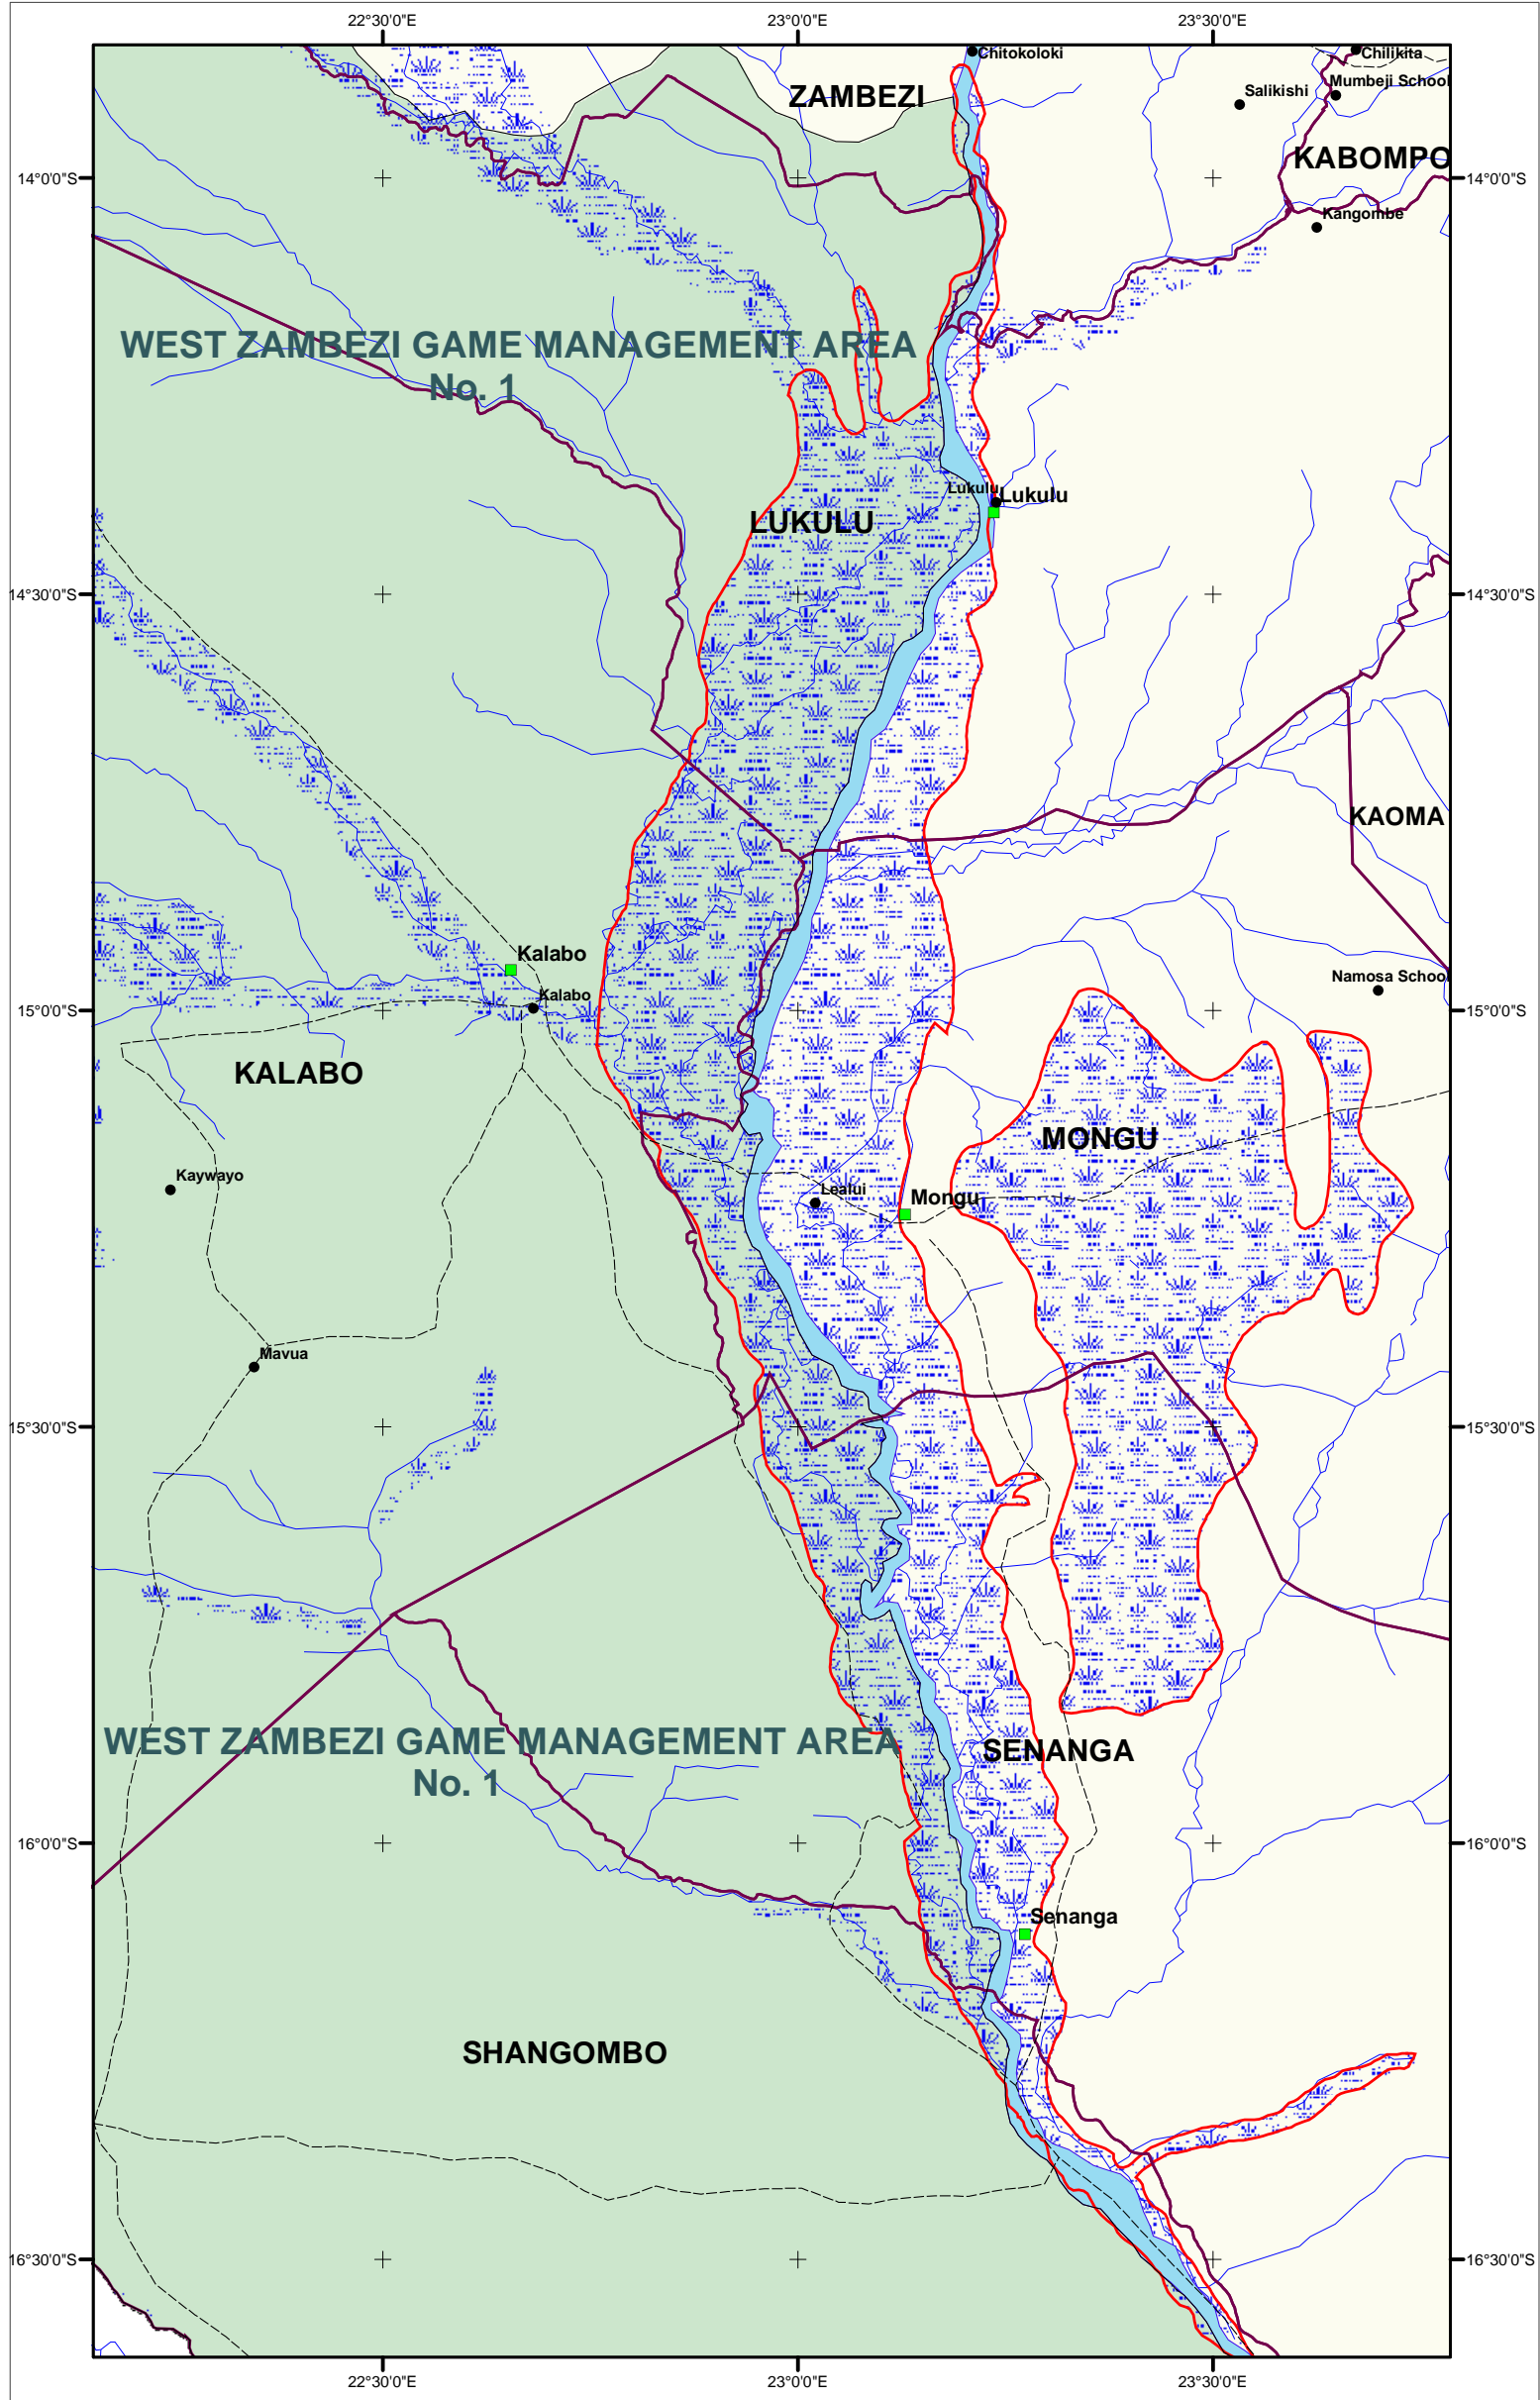 22°30'0"E
23°0'0"E
23°30'0"E
Chitokoloki
Chilikita
Mumbeji School
Salikishi
ZAMBEZI
KABOMPO
14°0'0"S
14°0'0"S
Kangombe
WEST ZAMBEZI GAME MANAGEMENT AREA
No. 1
Lukulu
Lukulu
LUKULU
14°30'0"S
14°30'0"S
KAOMA
Kalabo
Kalabo
Namosa School
15°0'0"S
15°0'0"S
KALABO
MONGU
Kaywayo
Lealui
Mongu
Mavua
15°30'0"S
15°30'0"S
WEST ZAMBEZI GAME MANAGEMENT AREA
No. 1
SENANGA
16°0'0"S
16°0'0"S
Senanga
SHANGOMBO
16°30'0"S
16°30'0"S
22°30'0"E
23°0'0"E
23°30'0"E